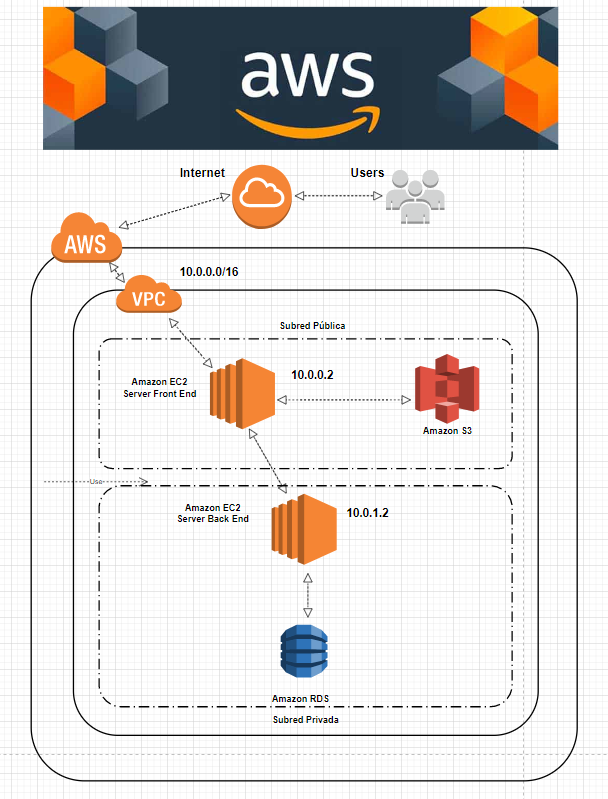 aws
Internet
Users
AWS
10.0.0.0/16
VPC
Subred Pública
10.0.0.2
Amazon EC2
Server Front End
Amazon S3
Use
Amazon EC2
Server Back End
10.0.1.2
Amazon RDS
Subred Privada